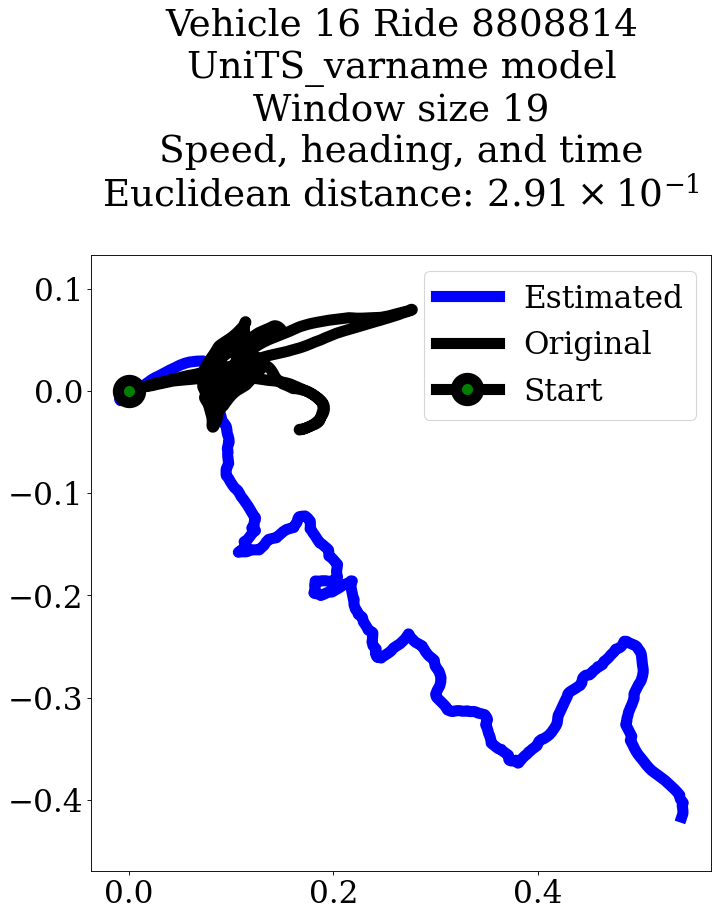 Vehicle 16 Ride 8808814
UniTS_varname model
Window size 19
Speed, heading, and time
Euclidean distance: 2.91 × 10⁻¹
Estimated
Original
Start
0.1
0.0
−0.1
−0.2
−0.3
−0.4
0.0 0.2 0.4